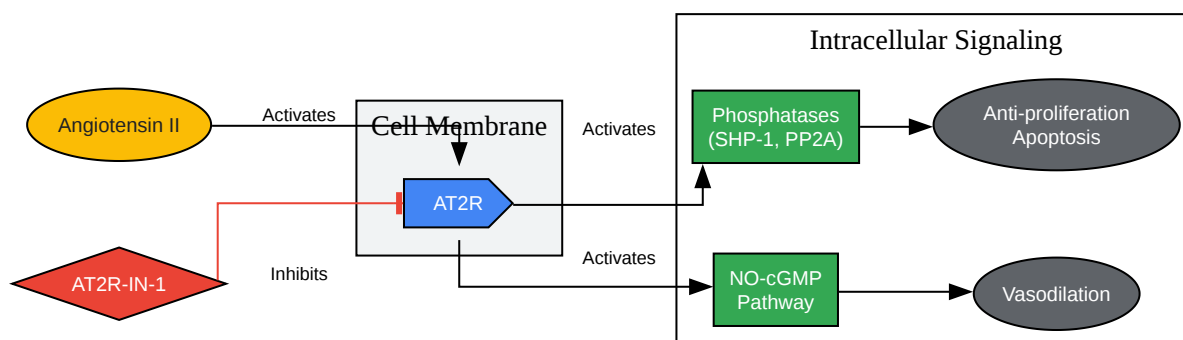 Intracellular Signaling
Angiotensin II
Activates
Cell Membrane
Activates
Phosphatases
(SHP-1, PP2A)
Anti-proliferation
Apoptosis
AT2R
AT2R-IN-1
Inhibits
Activates
NO-cGMP
Pathway
Vasodilation